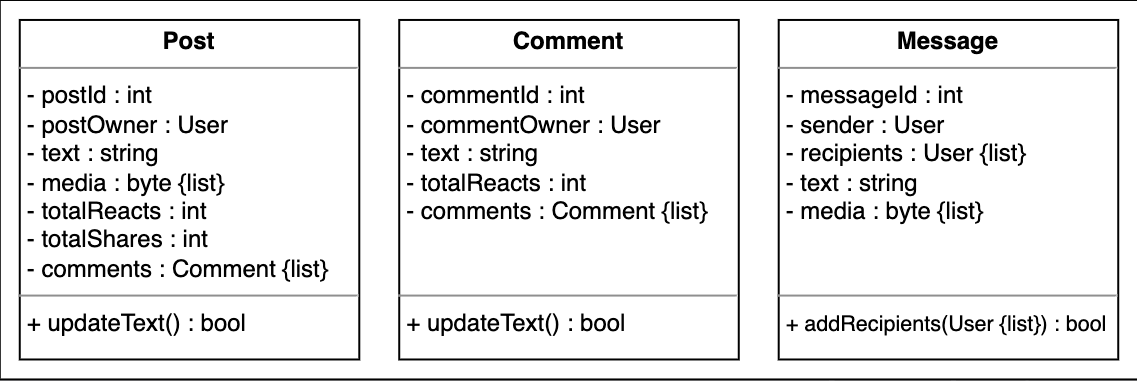 Post
- postId : int
- postOwner : User
- text : string
- media : byte {list}
- totalReacts : int
- totalShares : int
- comments : Comment {list}
+ updateText() : bool
Comment
- commentId : int
- commentOwner : User
- text : string
- totalReacts : int
- comments : Comment {list}
+ updateText() : bool
Message
- messageId : int
- sender : User
- recipients : User {list}
- text : string
- media : byte {list}
+ addRecipients(User {list}) : bool